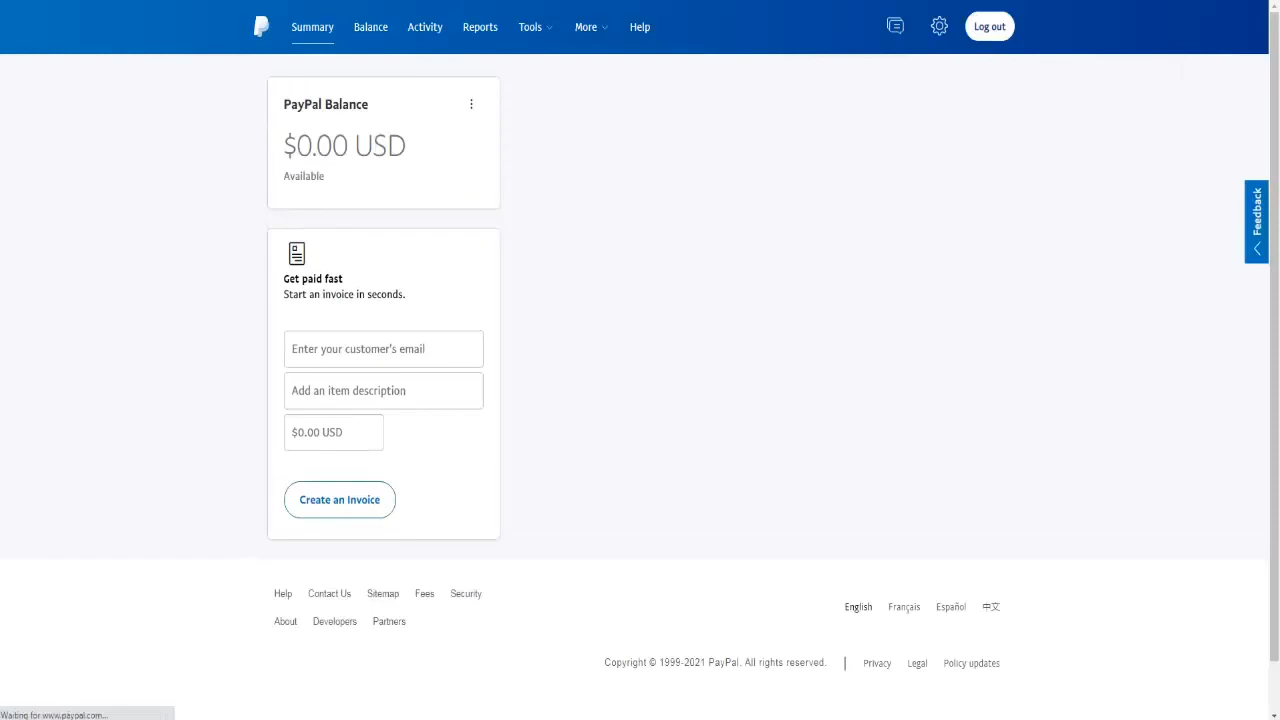 Summary Balance Activity Reports Tools More Help Log out
PayPal Balance
$0.00 USD
Available
Feedback
Get paid fast
Start an invoice in seconds.
Enter your customer's email
Add an item description
$0.00 USD
Create an Invoice
Help Contact Us Sitemap Fees Security
About Developers Partners
English Français Español 中文
Copyright © 1999-2021 PayPal. All rights reserved. | Privacy Legal Policy updates
Waiting for www.paypal.com...